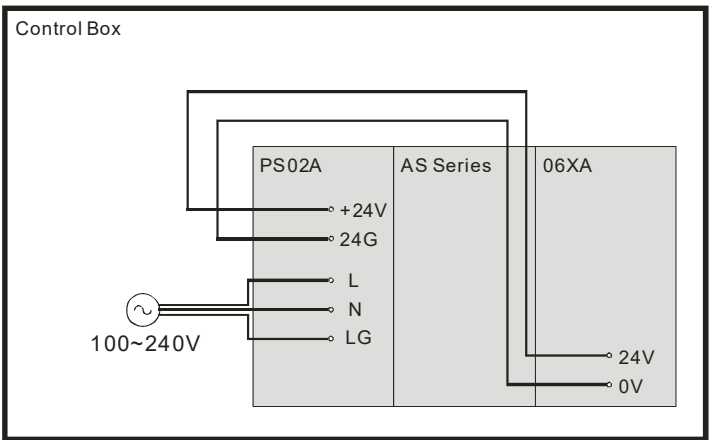 Control Box
PS02A
AS Series
06XA
+24V
24G
L
N
LG
100~240V
24V
0V